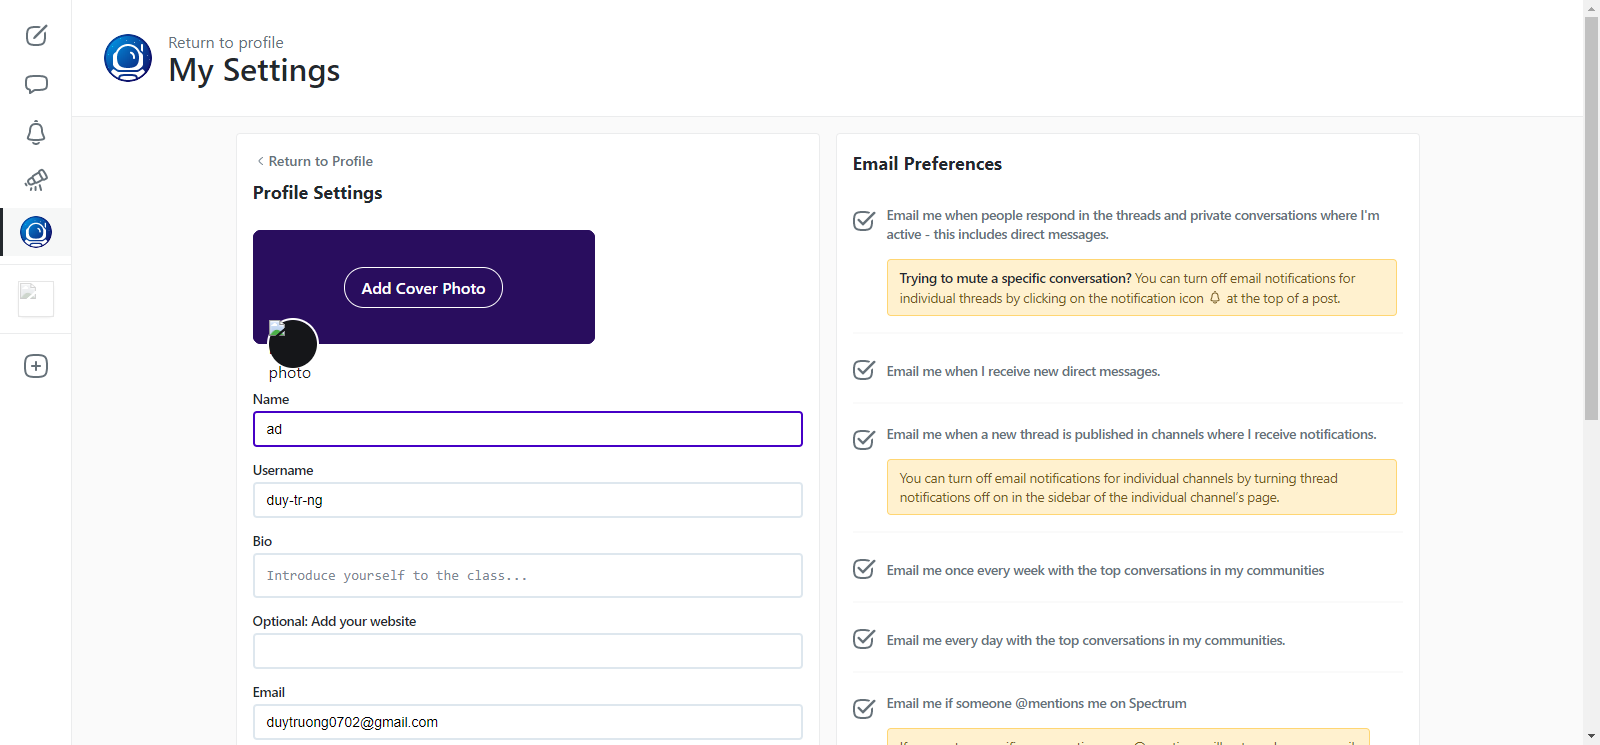 Return to profile
My Settings
Return to Profile
Profile Settings
Add Cover Photo
photo
Name
ad
Username
duy-tr-ng
Bio
Introduce yourself to the class...
Optional: Add your website
Email
duytruong0702@gmail.com
Email Preferences
Email me when people respond in the threads and private conversations where I'm
active - this includes direct messages.
Trying to mute a specific conversation? You can turn off email notifications for
individual threads by clicking on the notification icon at the top of a post.
Email me when I receive new direct messages.
Email me when a new thread is published in channels where I receive notifications.
You can turn off email notifications for individual channels by turning thread
notifications off on in the sidebar of the individual channel’s page.
Email me once every week with the top conversations in my communities
Email me every day with the top conversations in my communities.
Email me if someone @mentions me on Spectrum